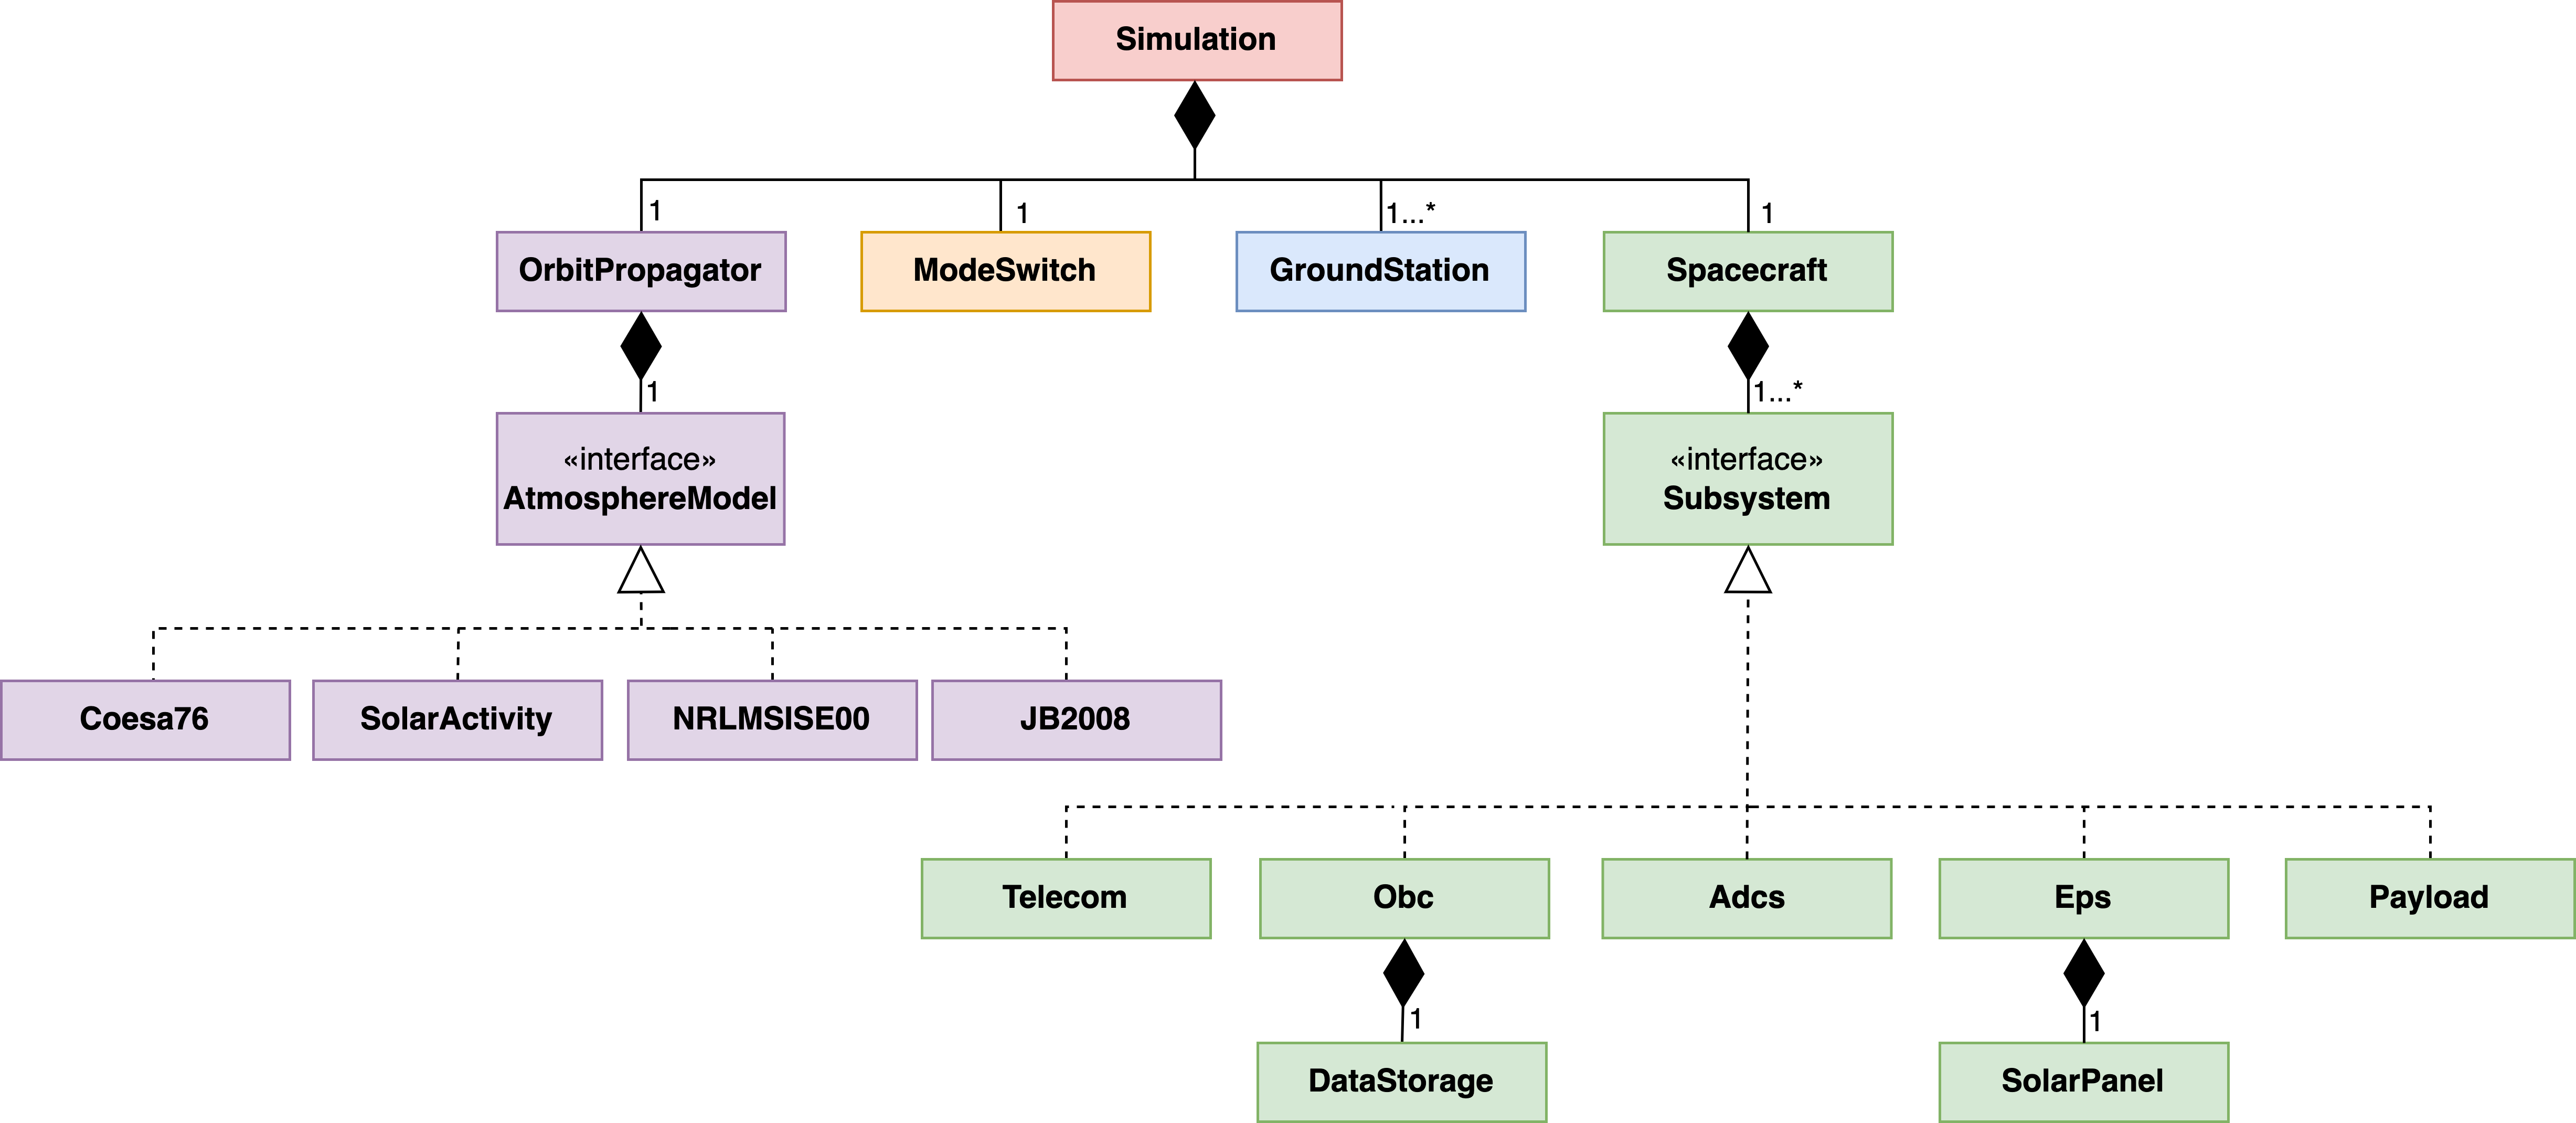 Simulation
1
1
1...*
1
OrbitPropagator
ModeSwitch
GroundStation
Spacecraft
1
1...*
«interface»
AtmosphereModel
«interface»
Subsystem
Coesa76
SolarActivity
NRLMSISE00
JB2008
Telecom
Obc
Adcs
Eps
Payload
1
1
DataStorage
SolarPanel